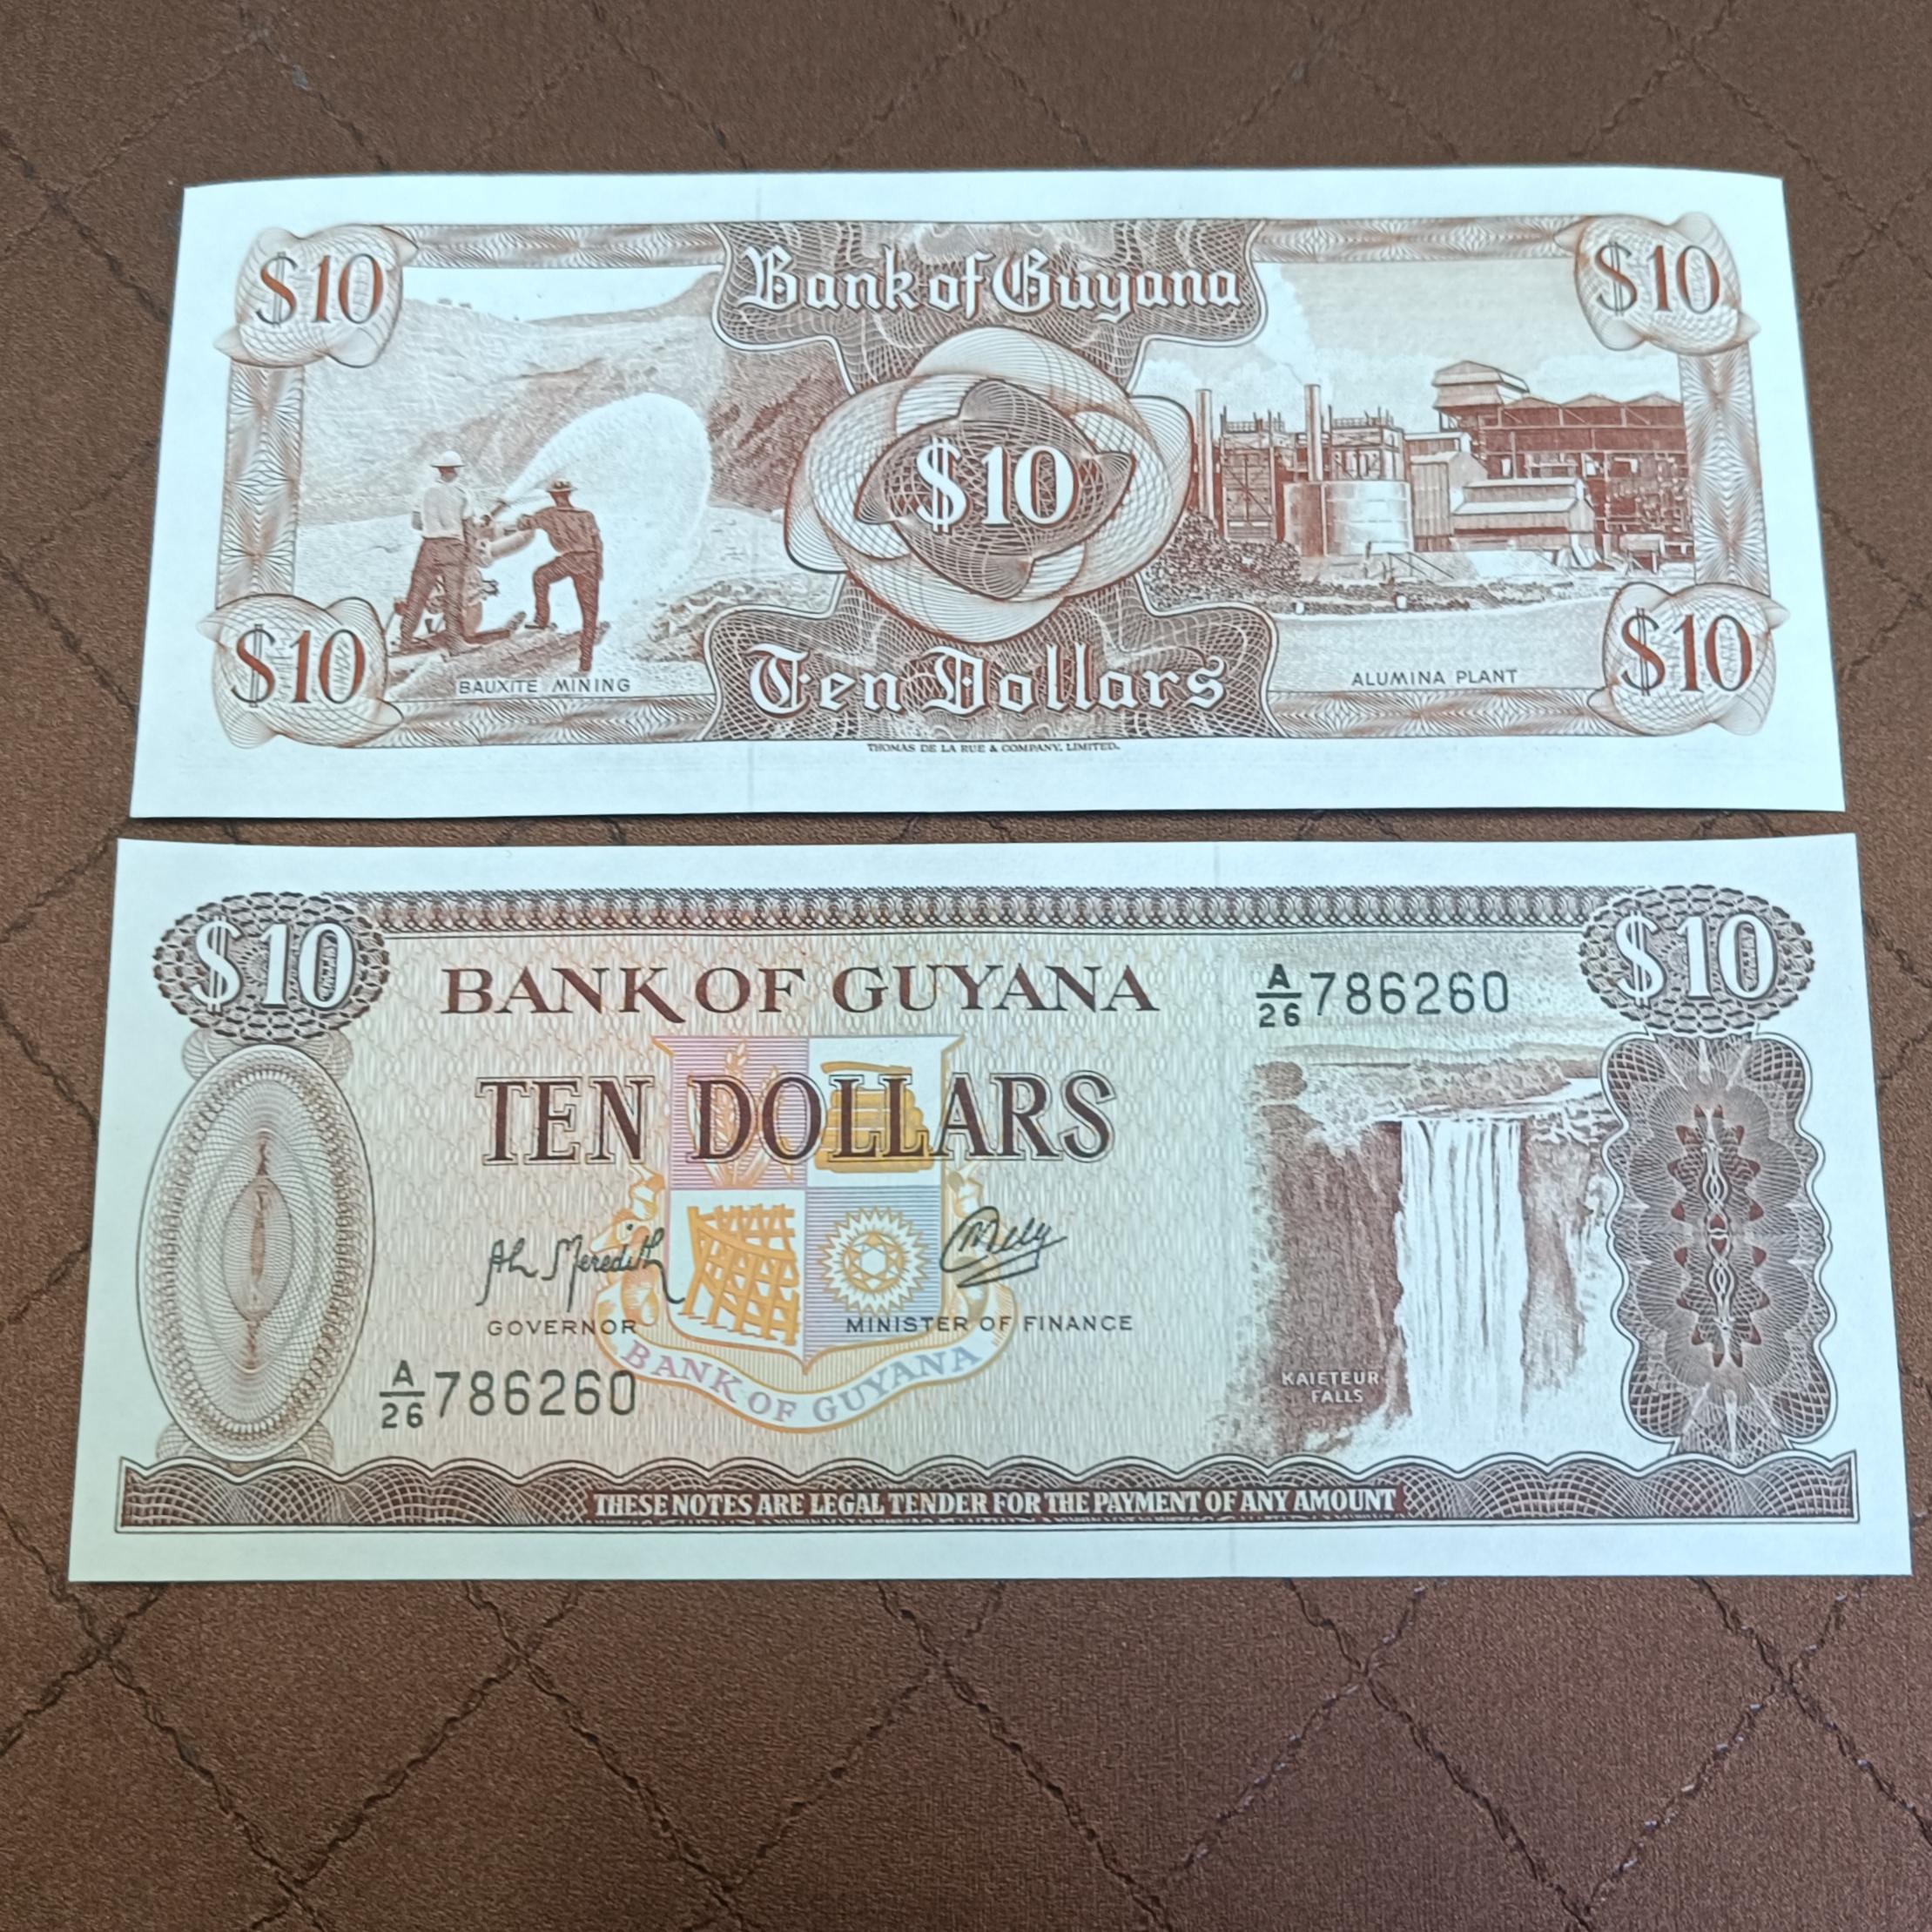 $10 Bank of Guyana $10
$10
$10 Ten Dollars $10
BAUXITE MINING
ALUMINA PLANT
THOMAS DE LA RUE & COMPANY, LIMITED.
$10 $10
BANK OF GUYANA
A/26 786260
TEN DOLLARS
Meredith
GOVERNOR
MINISTER OF FINANCE
A/26 786260
BANK OF GUYANA
KAIETEUR
FALLS
THESE NOTES ARE LEGAL TENDER FOR THE PAYMENT OF ANY AMOUNT